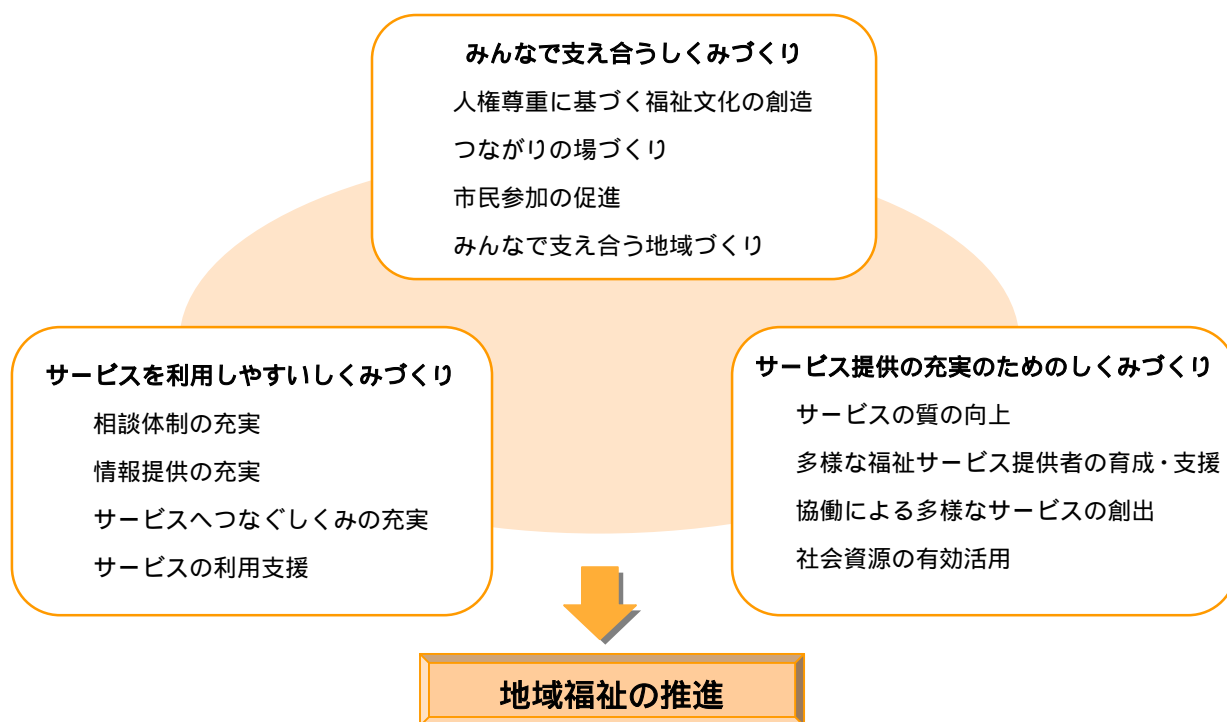 みんなで支え合うしくみづくり
人権尊重に基づく福祉文化の創造
つながりの場づくり
市民参加の促進
みんなで支え合う地域づくり
サービスを利用しやすいしくみづくり
相談体制の充実
情報提供の充実
サービスへつなぐしくみの充実
サービスの利用支援
サービス提供の充実のためのしくみづくり
サービスの質の向上
多様な福祉サービス提供者の育成・支援
協働による多様なサービスの創出
社会資源の有効活用
地域福祉の推進